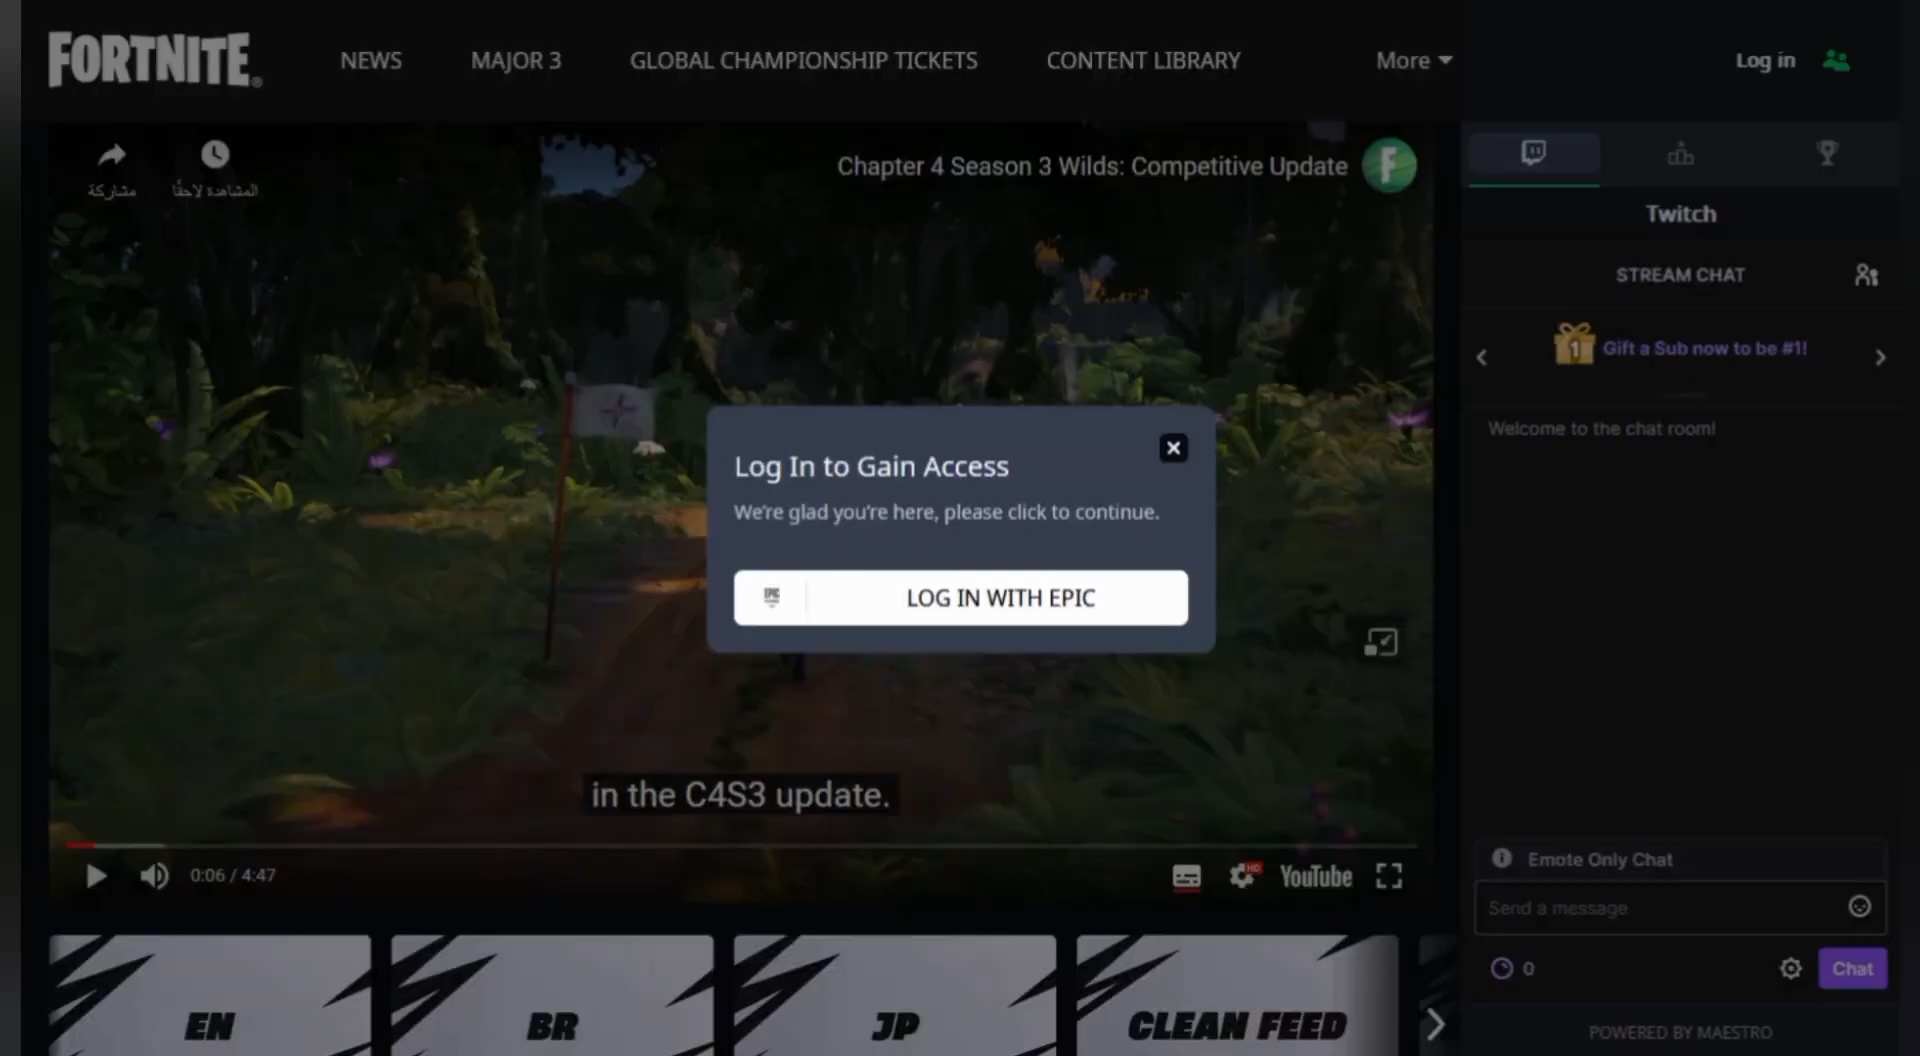 FORTNITE
NEWS
MAJOR 3
GLOBAL CHAMPIONSHIP TICKETS
CONTENT LIBRARY
More
Log in
مشاركة
المشاهدة لاحقًا
Chapter 4 Season 3 Wilds: Competitive Update
F
Twitch
STREAM CHAT
1
Gift a Sub now to be #1!
Welcome to the chat room!
Log In to Gain Access
We're glad you're here, please click to continue.
EPIC
LOG IN WITH EPIC
in the C4S3 update.
0:06 / 4:47
HD
YouTube
Emote Only Chat
Send a message
0
Chat
EN
BR
JP
CLEAN FEED
POWERED BY MAESTRO